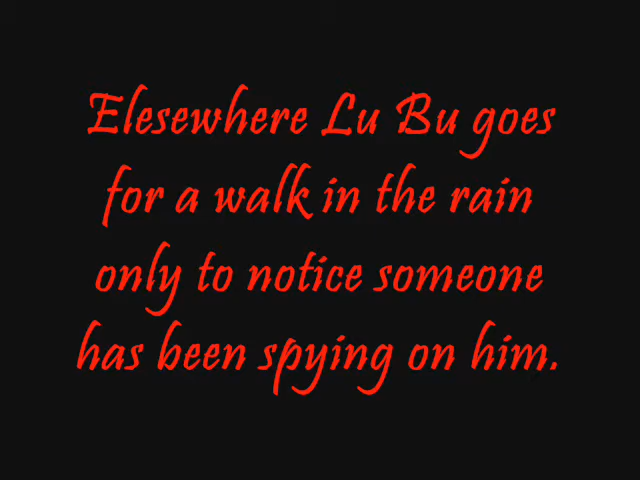 Elesewhere Lu Bu goes
for a walk in the rain
only to notice someone
has been spying on him.